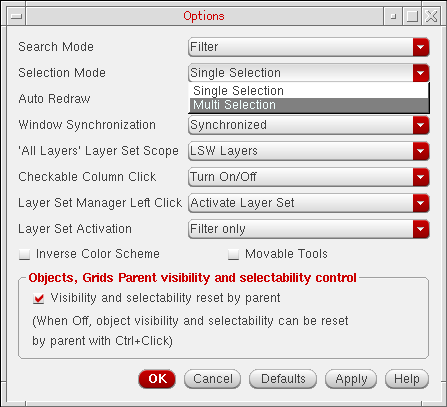 Options
Search Mode Filter
Selection Mode Single Selection
Single Selection
Auto Redraw Multi Selection
Window Synchronization Synchronized
'All Layers' Layer Set Scope LSW Layers
Checkable Column Click Turn On/Off
Layer Set Manager Left Click Activate Layer Set
Layer Set Activation Filter only
Inverse Color Scheme Movable Tools
Objects, Grids Parent visibility and selectability control
Visibility and selectability reset by parent
(When Off, object visibility and selectability can be reset
by parent with Ctrl+Click)
OK Cancel Defaults Apply Help